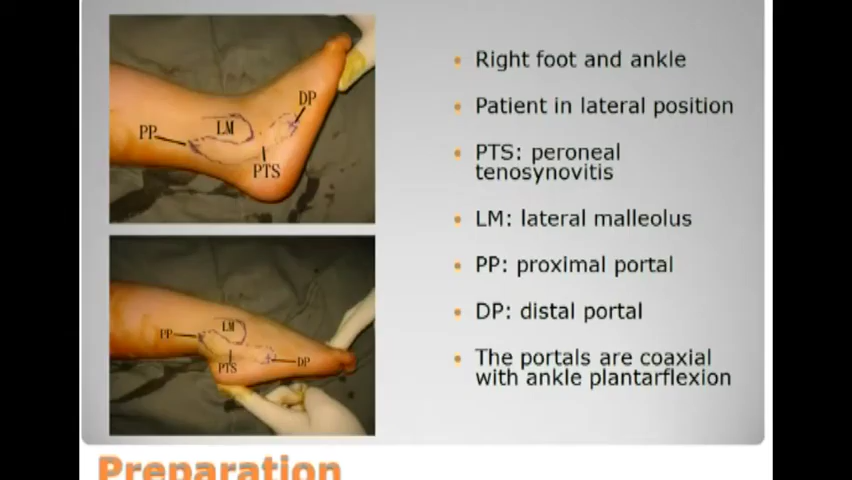 DP
PP
LM
PTS
LM
PP
PTS
DP
Right foot and ankle
Patient in lateral position
PTS: peroneal
tenosynovitis
LM: lateral malleolus
PP: proximal portal
DP: distal portal
The portals are coaxial
with ankle plantarflexion
Preparation